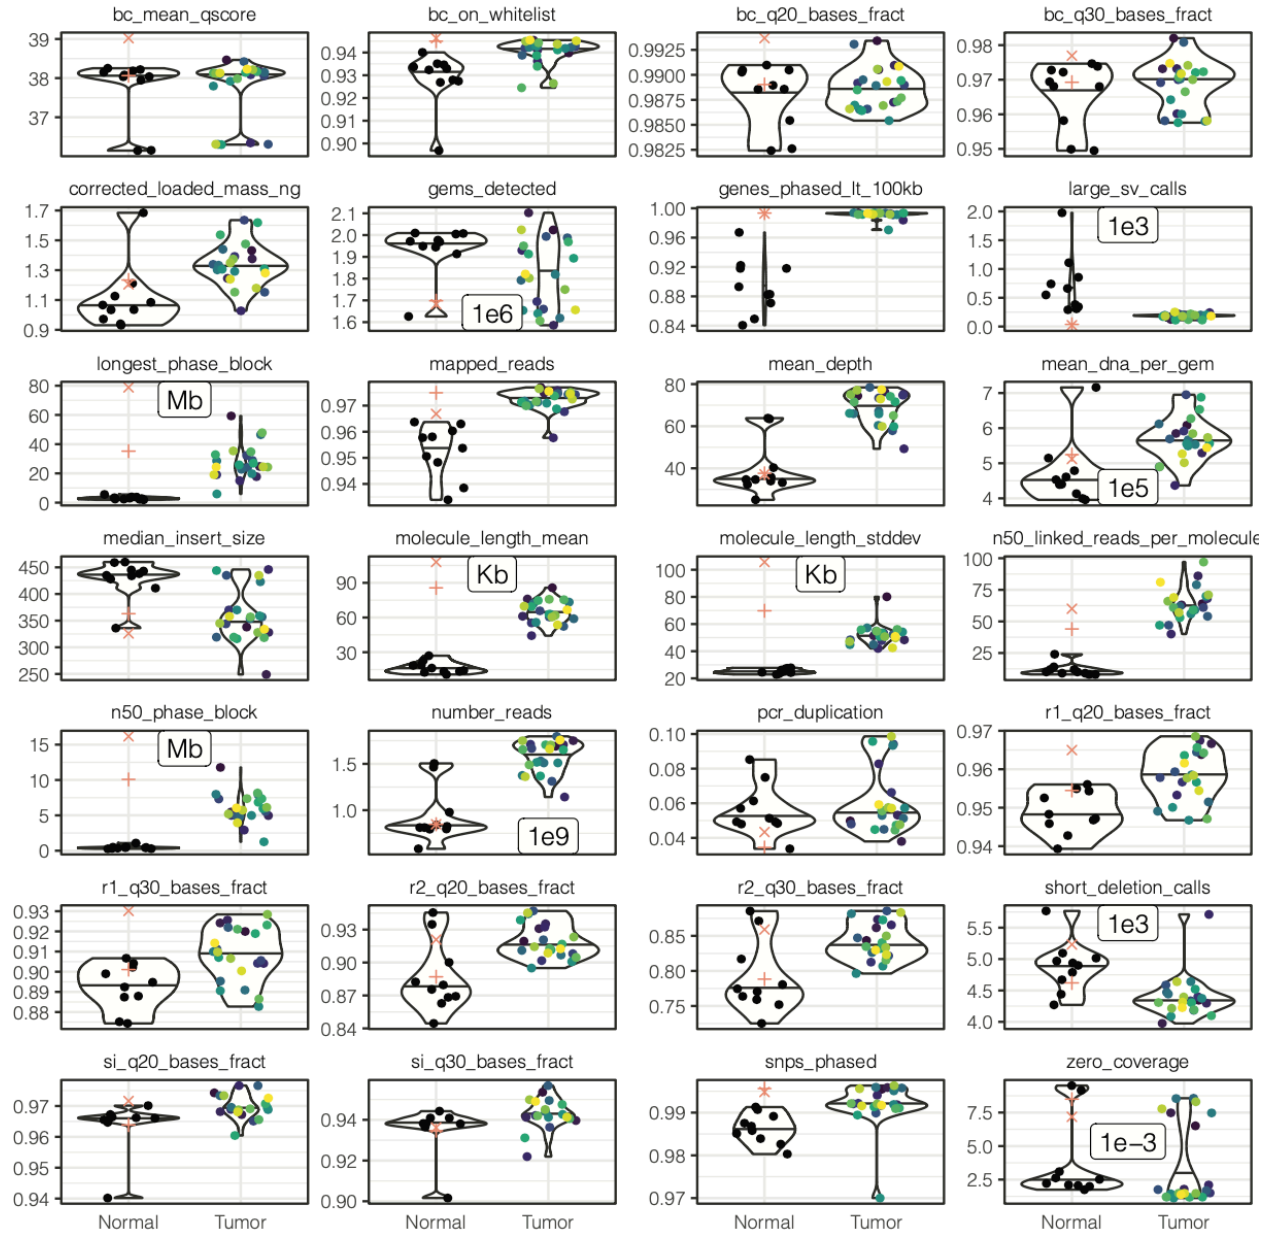 bc_mean_qscore bc_on_whitelist bc_q20_bases_fract bc_q30_bases_fract
39 38 37
0.94 0.93 0.92 0.91 0.90
0.9925 0.9900 0.9875 0.9850 0.9825
0.98 0.97 0.96 0.95
corrected_loaded_mass_ng gems_detected genes_phased_lt_100kb large_sv_calls
1.7 1.5 1.3 1.1 0.9
2.1 2.0 1.9 1.8 1.7 1.6 1e6
1.00 0.96 0.92 0.88 0.84
2.0 1.5 1.0 0.5 0.0 1e3
longest_phase_block mapped_reads mean_depth mean_dna_per_gem
80 60 40 20 0 Mb
0.97 0.96 0.95 0.94
80 60 40
7 6 5 4 1e5
median_insert_size molecule_length_mean molecule_length_stddev n50_linked_reads_per_molecule
450 400 350 300 250
90 60 30 Kb
100 80 60 40 20 Kb
100 75 50 25
n50_phase_block number_reads pcr_duplication r1_q20_bases_fract
15 10 5 0 Mb
1.5 1.0 1e9
0.10 0.08 0.06 0.04
0.97 0.96 0.95 0.94
r1_q30_bases_fract r2_q20_bases_fract r2_q30_bases_fract short_deletion_calls
0.93 0.92 0.91 0.90 0.89 0.88
0.93 0.90 0.87 0.84
0.85 0.80 0.75
5.5 5.0 4.5 4.0 1e3
si_q20_bases_fract si_q30_bases_fract snps_phased zero_coverage
0.97 0.96 0.95 0.94
0.94 0.92 0.90
0.99 0.98 0.97
7.5 5.0 2.5 1e−3
Normal Tumor Normal Tumor Normal Tumor Normal Tumor